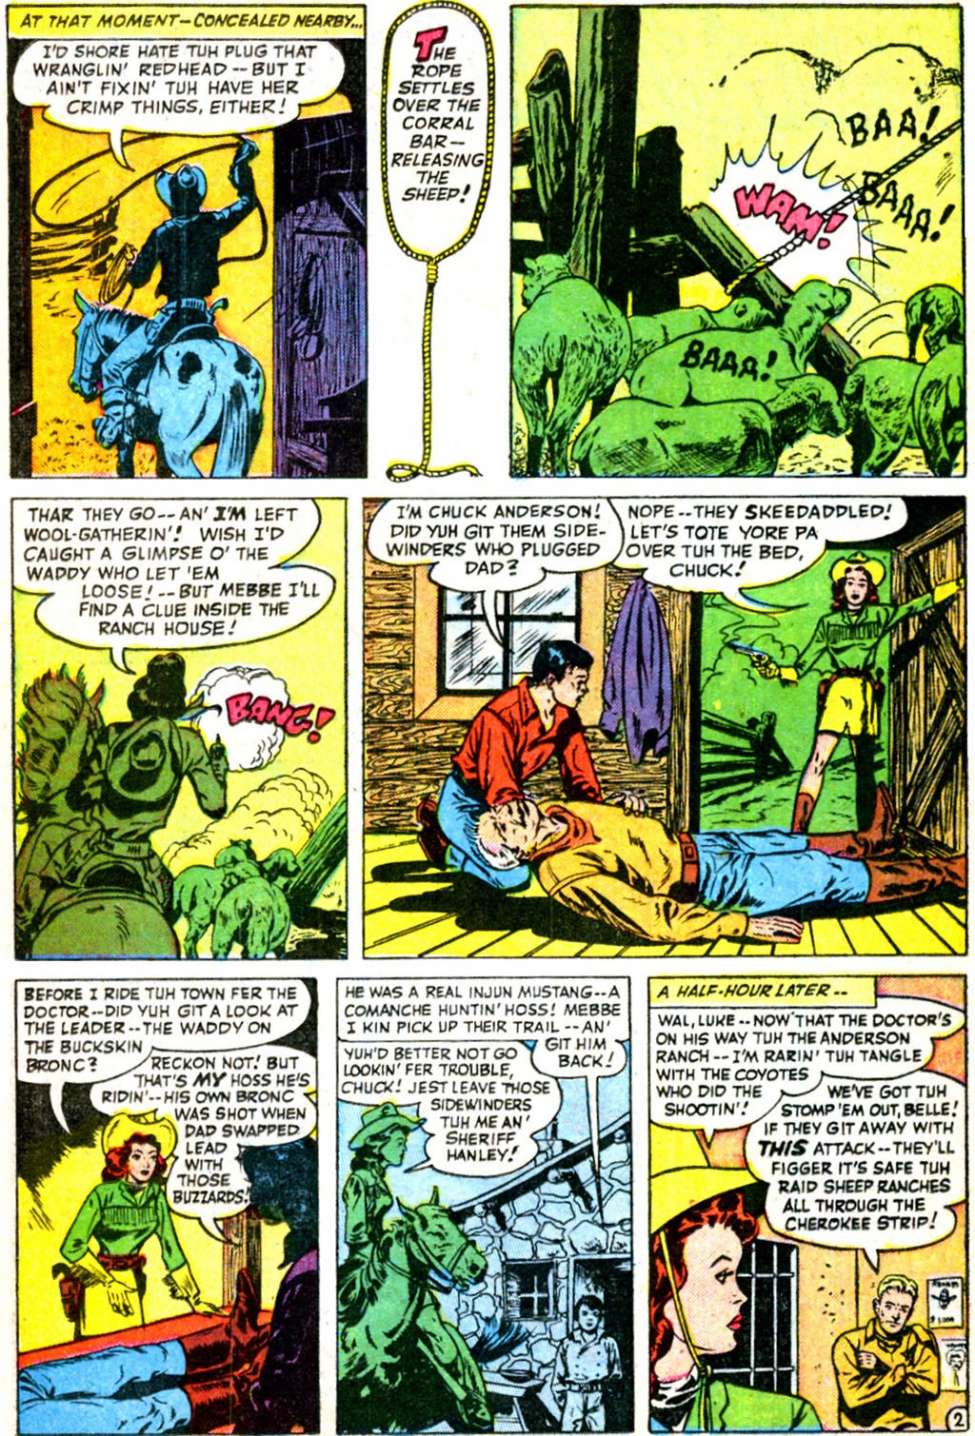 AT THAT MOMENT—CONCEALED NEARBY...
I'D SHORE HATE TUH PLUG THAT
WRANGLIN' REDHEAD--BUT I
AIN'T FIXIN' TUH HAVE HER
CRIMP THINGS, EITHER!
THE
ROPE
SETTLES
OVER THE
CORRAL
BAR--
RELEASING
THE
SHEEP!
BAA!
WAM!
BAAA!
BAAA!
THAR THEY GO--AN' I'M LEFT
WOOL-GATHERIN'! WISH I'D
CAUGHT A GLIMPSE O' THE
WADDY WHO LET 'EM
LOOSE!--BUT MEBBE I'LL
FIND A CLUE INSIDE THE
RANCH HOUSE!
BANG!
I'M CHUCK ANDERSON!
DID YUH GIT THEM SIDE-
WINDERS WHO PLUGGED
DAD?
NOPE--THEY SKEEDADDLED!
LET'S TOTE YORE PA
OVER TUH THE BED,
CHUCK!
BEFORE I RIDE TUH TOWN FER THE
DOCTOR--DID YUH GIT A LOOK AT
THE LEADER--THE WADDY ON
THE BUCKSKIN
BRONC?
RECKON NOT! BUT
THAT'S MY HOSS HE'S
RIDIN'--HIS OWN BRONC
WAS SHOT WHEN
DAD SWAPPED
LEAD
WITH
THOSE
BUZZARDS!
HE WAS A REAL INJUN MUSTANG--A
COMANCHE HUNTIN' HOSS! MEBBE
I KIN PICK UP THEIR TRAIL--AN'
GIT HIM
BACK!
YUH'D BETTER NOT GO
LOOKIN' FER TROUBLE,
CHUCK! JEST LEAVE THOSE
SIDEWINDERS
TUH ME AN'
SHERIFF
HANLEY!
A HALF-HOUR LATER--
WAL, LUKE--NOW THAT THE DOCTOR'S
ON HIS WAY TUH THE ANDERSON
RANCH--I'M RARIN' TUH TANGLE
WITH THE COYOTES
WHO DID THE
SHOOTIN'!
WE'VE GOT TUH
STOMP 'EM OUT, BELLE!
IF THEY GIT AWAY WITH
THIS ATTACK--THEY'LL
FIGGER IT'S SAFE TUH
RAID SHEEP RANCHES
ALL THROUGH THE
CHEROKEE STRIP!
2